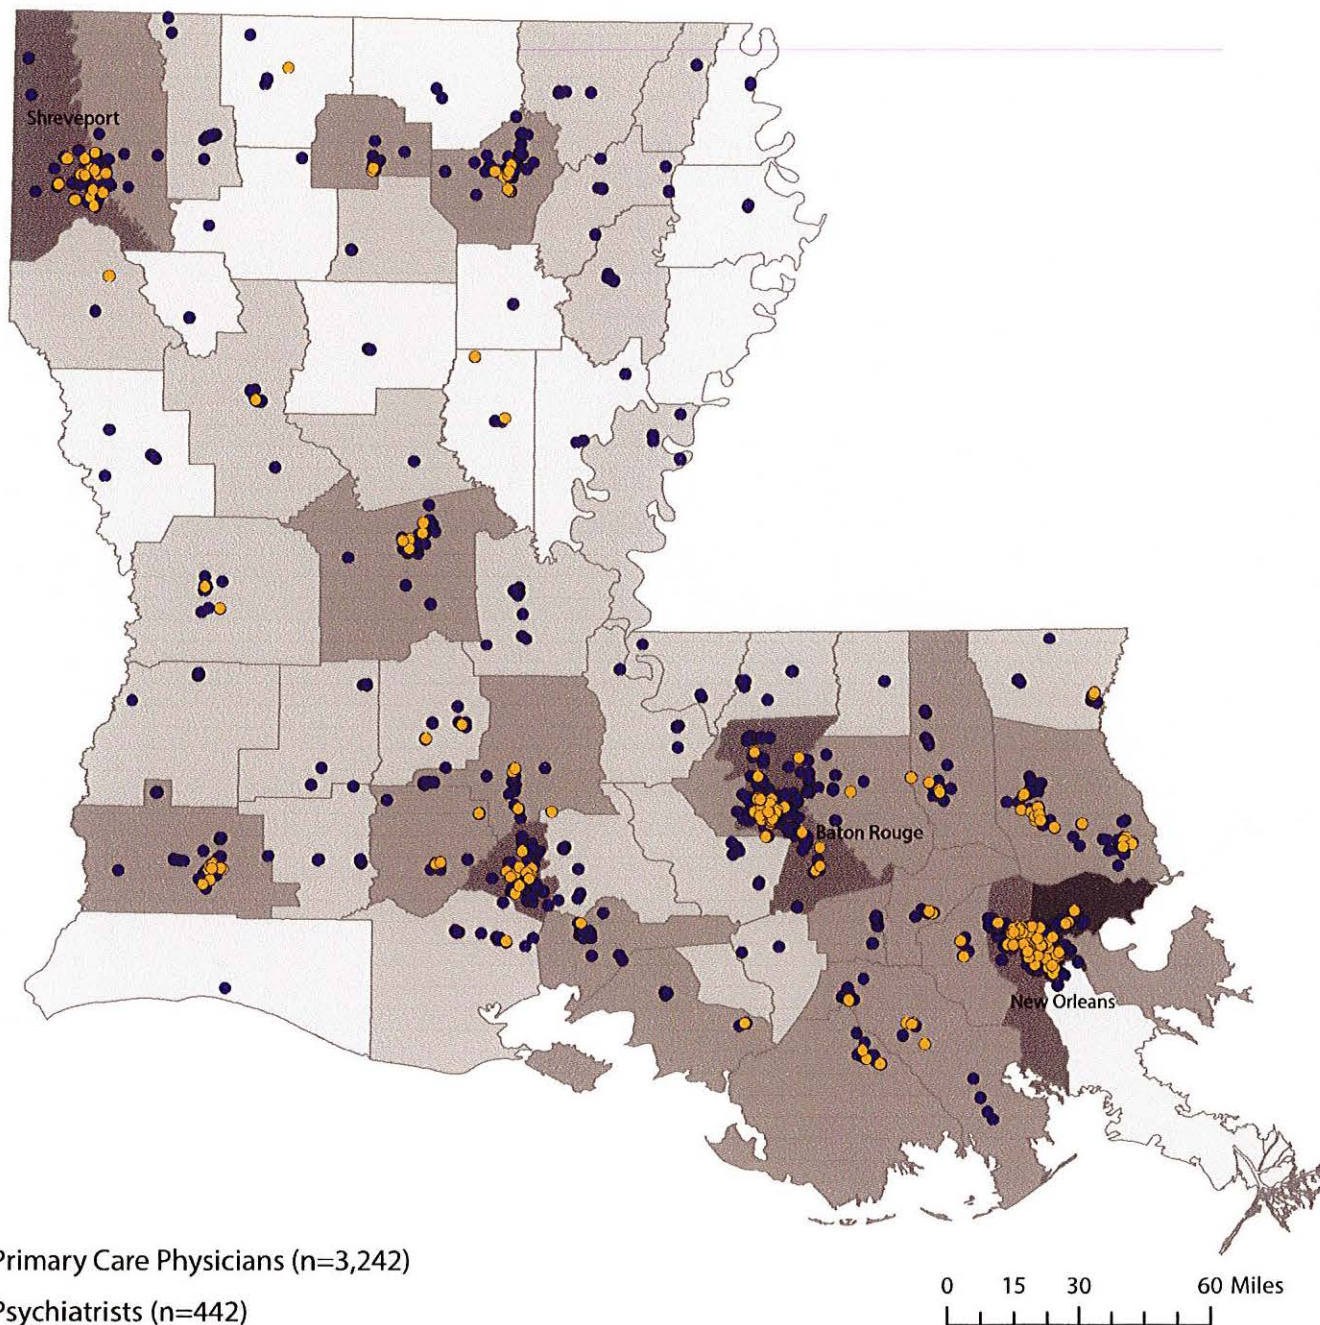 Shreveport
Baton Rouge
New Orleans
Primary Care Physicians (n=3,242)
Psychiatrists (n=442)
0 15 30 60 Miles